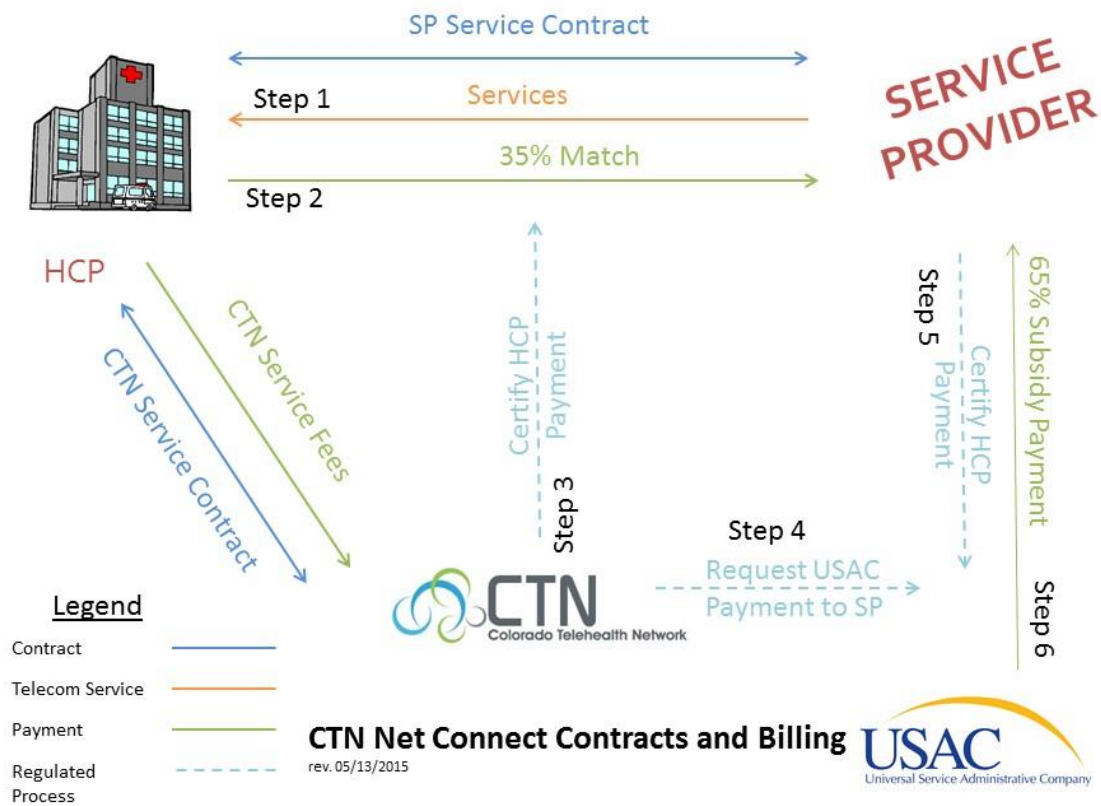 SP Service Contract
Step 1
Services
35% Match
Step 2
SERVICE
PROVIDER
HCP
CTN Service Fees
CTN Service Contract
Certify HCP
Payment
Step 3
Step 4
Request USAC
Payment to SP
Step 5
Certify HCP
Payment
65% Subsidy Payment
Step 6
CTN
Colorado Telehealth Network
Legend
Contract
Telecom Service
Payment
Regulated
Process
CTN Net Connect Contracts and Billing
rev. 05/13/2015
USAC
Universal Service Administrative Company